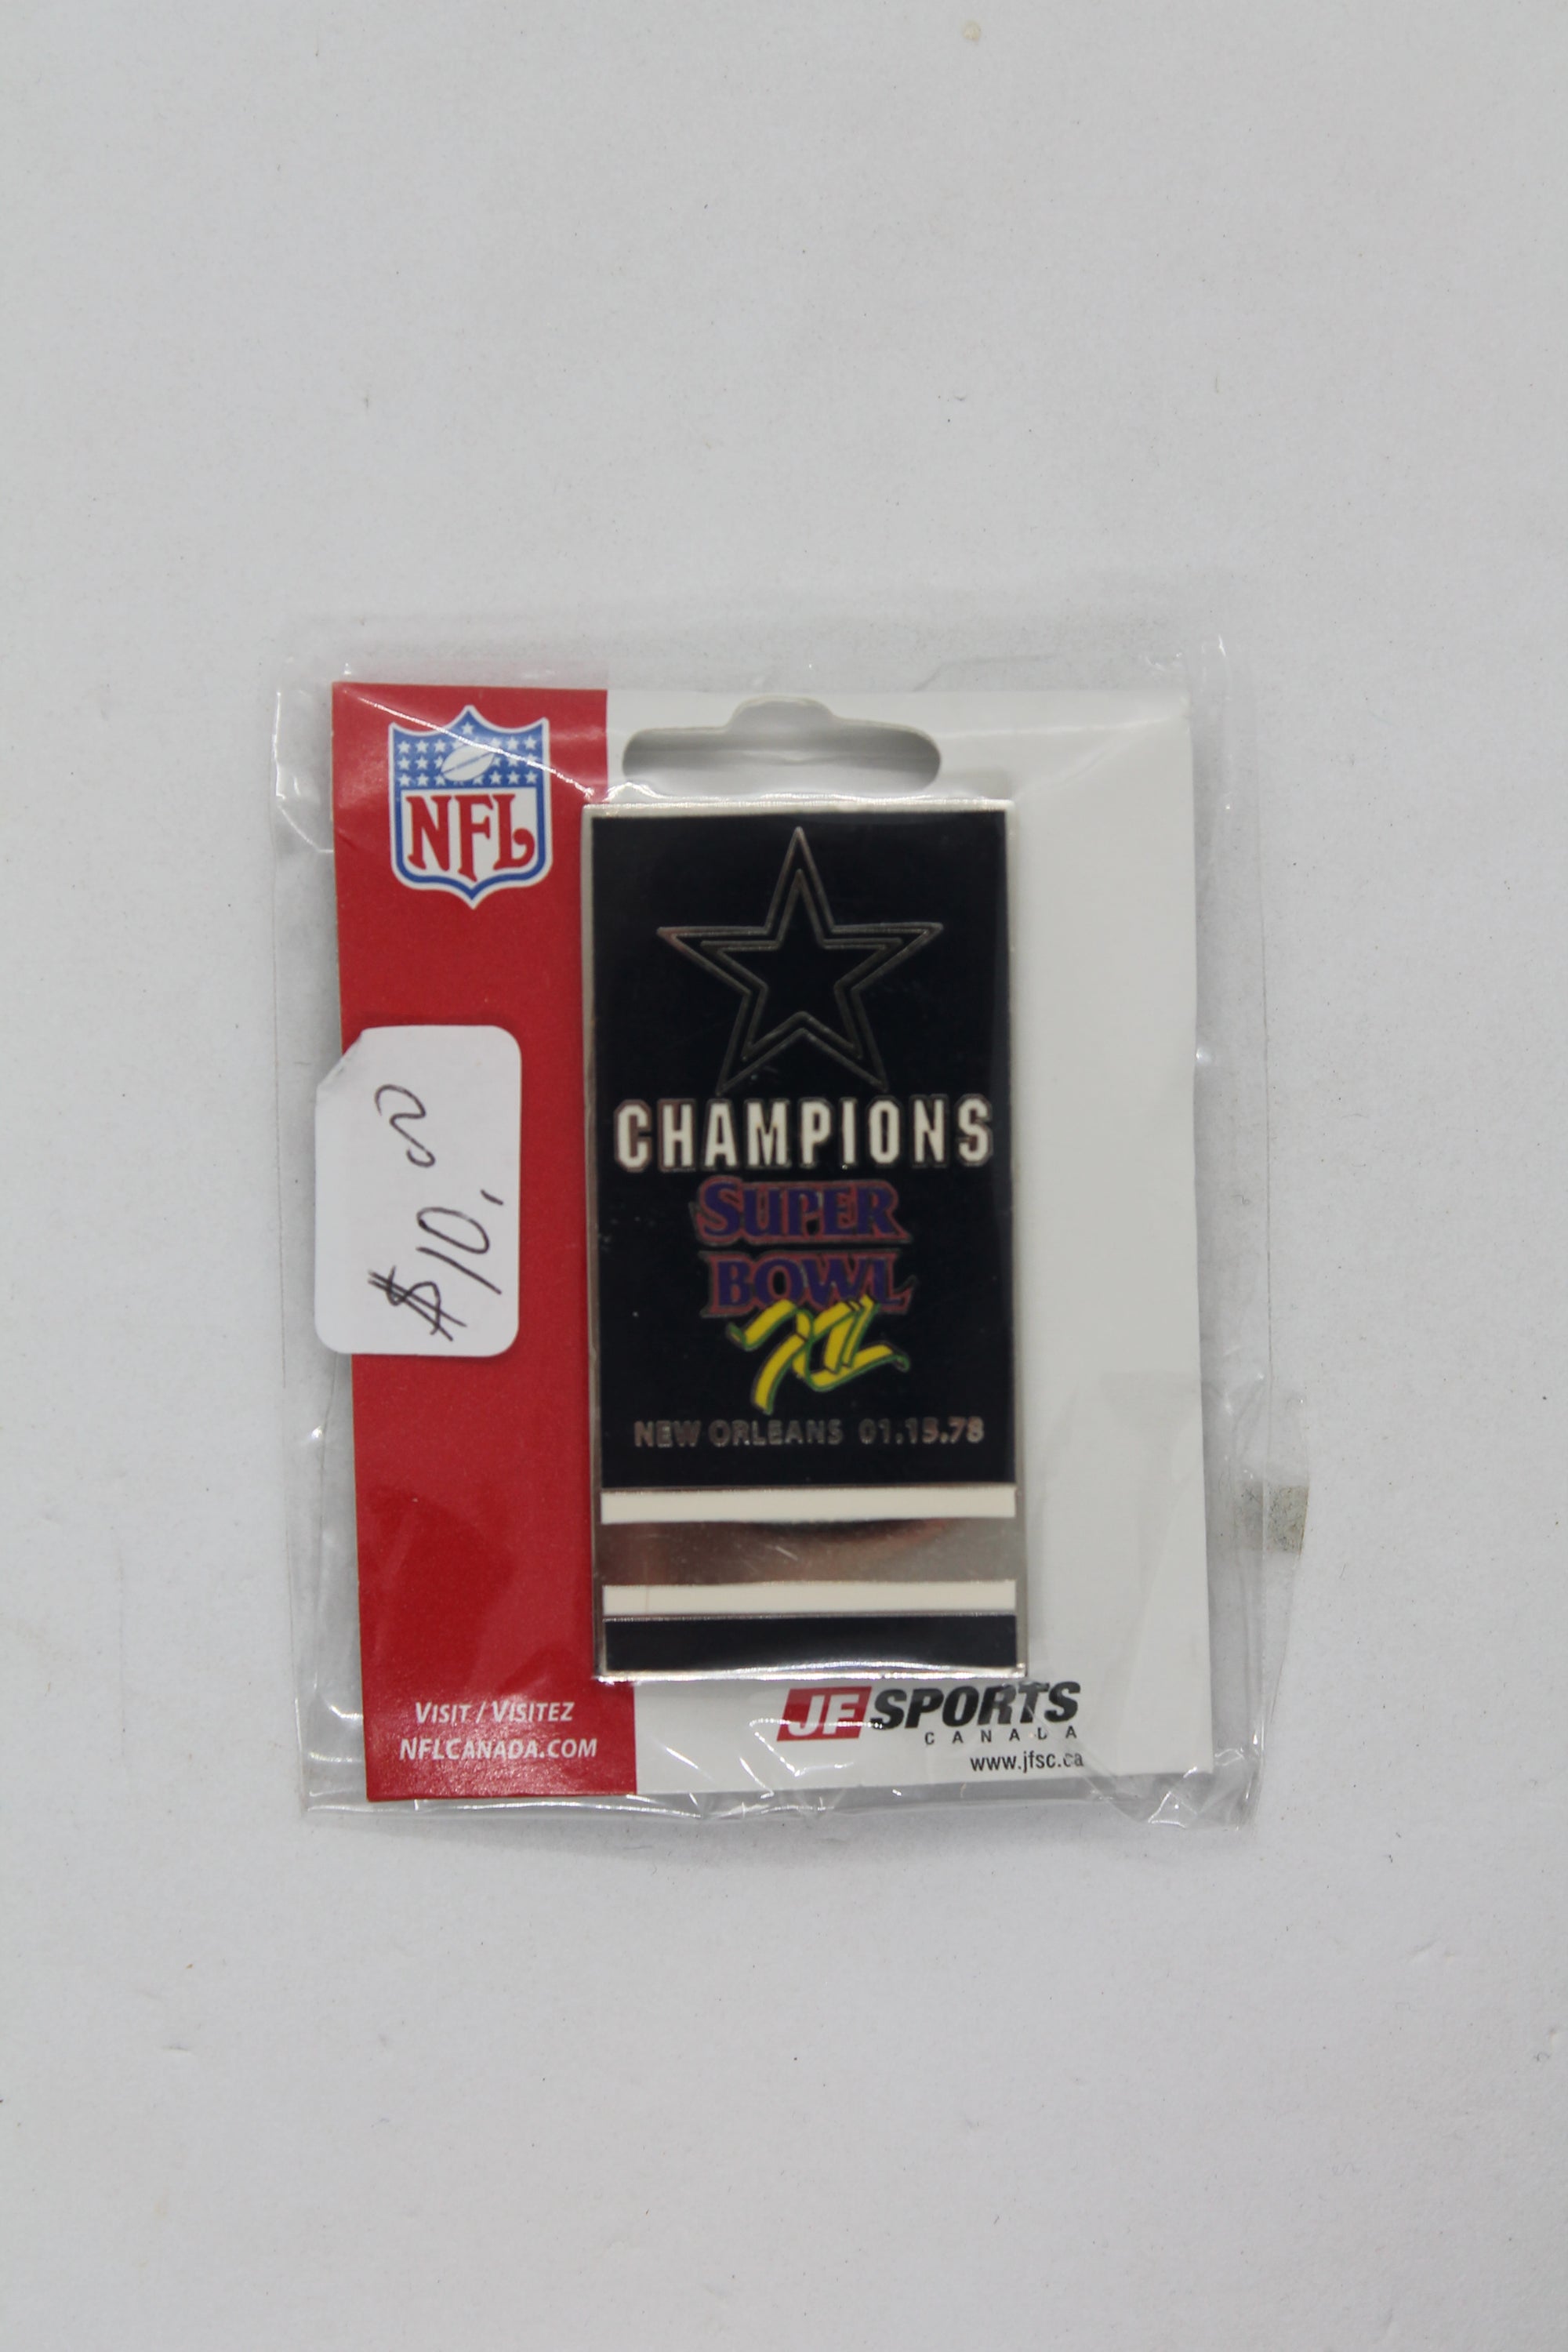 NFL
$10.00
CHAMPIONS
SUPER
BOWL
XII
NEW ORLEANS 01.15.78
VISIT / VISITEZ
NFLCANADA.COM
JF SPORTS
CANADA
www.jfsc.ca